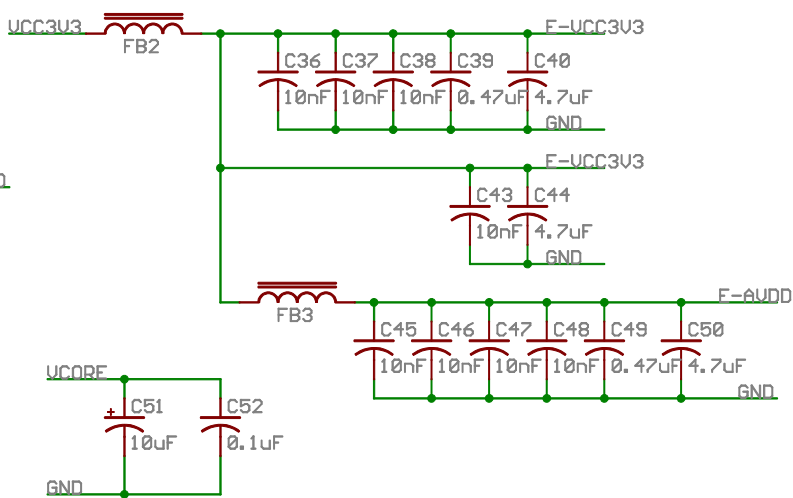 VCC3V3
FB2
E-VCC3V3
C36 C37 C38 C39 C40
10nF 10nF 10nF 0.47uF 4.7uF
GND
E-VCC3V3
C43 C44
10nF 4.7uF
GND
FB3
E-AVDD
C45 C46 C47 C48 C49 C50
10nF 10nF 10nF 10nF 0.47uF 4.7uF
GND
VCORE
+
C51 C52
10uF 0.1uF
GND